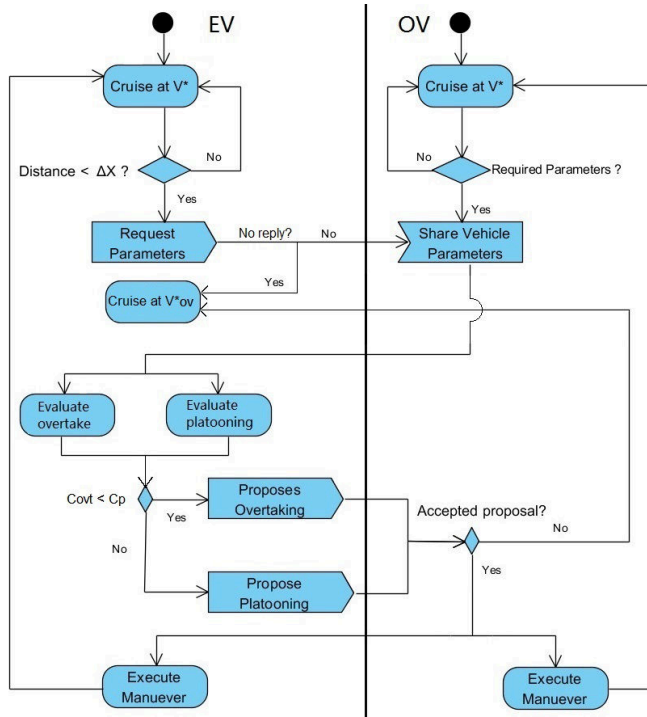 EV
OV
Cruise at V*
Cruise at V*
Distance < ΔX ?
No
No
Required Parameters ?
Yes
Yes
Request
Parameters
No reply?
No
Share Vehicle
Parameters
Yes
Cruise at V*ov
Evaluate
overtake
Evaluate
platooning
Covt < Cp
Yes
Proposes
Overtaking
Accepted proposal?
No
No
Yes
Propose
Platooning
Execute
Manuever
Execute
Manuever